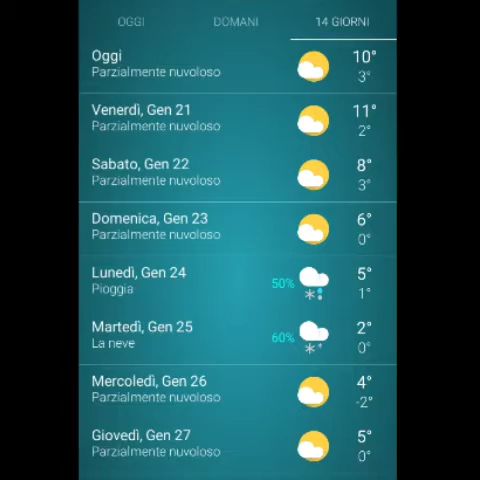 OGGI DOMANI 14 GIORNI
Oggi 10°
Parzialmente nuvoloso 3°
Venerdì, Gen 21 11°
Parzialmente nuvoloso 2°
Sabato, Gen 22 8°
Parzialmente nuvoloso 3°
Domenica, Gen 23 6°
Parzialmente nuvoloso 0°
Lunedì, Gen 24 50% 5°
Pioggia 1°
Martedì, Gen 25 60% 2°
La neve 0°
Mercoledì, Gen 26 4°
Parzialmente nuvoloso -2°
Giovedì, Gen 27 5°
Parzialmente nuvoloso 0°